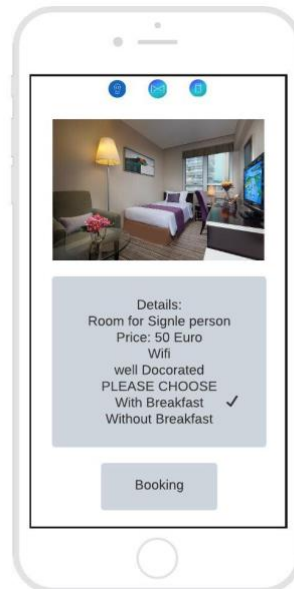 Details:
Room for Signle person
Price: 50 Euro
Wifi
well Docorated
PLEASE CHOOSE
With Breakfast ✓
Without Breakfast
Booking